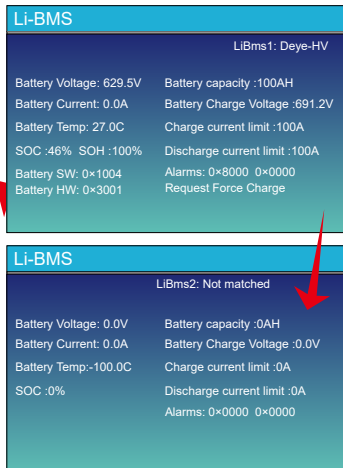 Li-BMS
LiBms1: Deye-HV
Battery Voltage: 629.5V Battery capacity :100AH
Battery Current: 0.0A Battery Charge Voltage :691.2V
Battery Temp: 27.0C Charge current limit :100A
SOC :46% SOH :100% Discharge current limit :100A
Battery SW: 0×1004 Alarms: 0×8000 0×0000
Battery HW: 0×3001 Request Force Charge
Li-BMS
LiBms2: Not matched
Battery Voltage: 0.0V Battery capacity :0AH
Battery Current: 0.0A Battery Charge Voltage :0.0V
Battery Temp:-100.0C Charge current limit :0A
SOC :0% Discharge current limit :0A
Alarms: 0×0000 0×0000